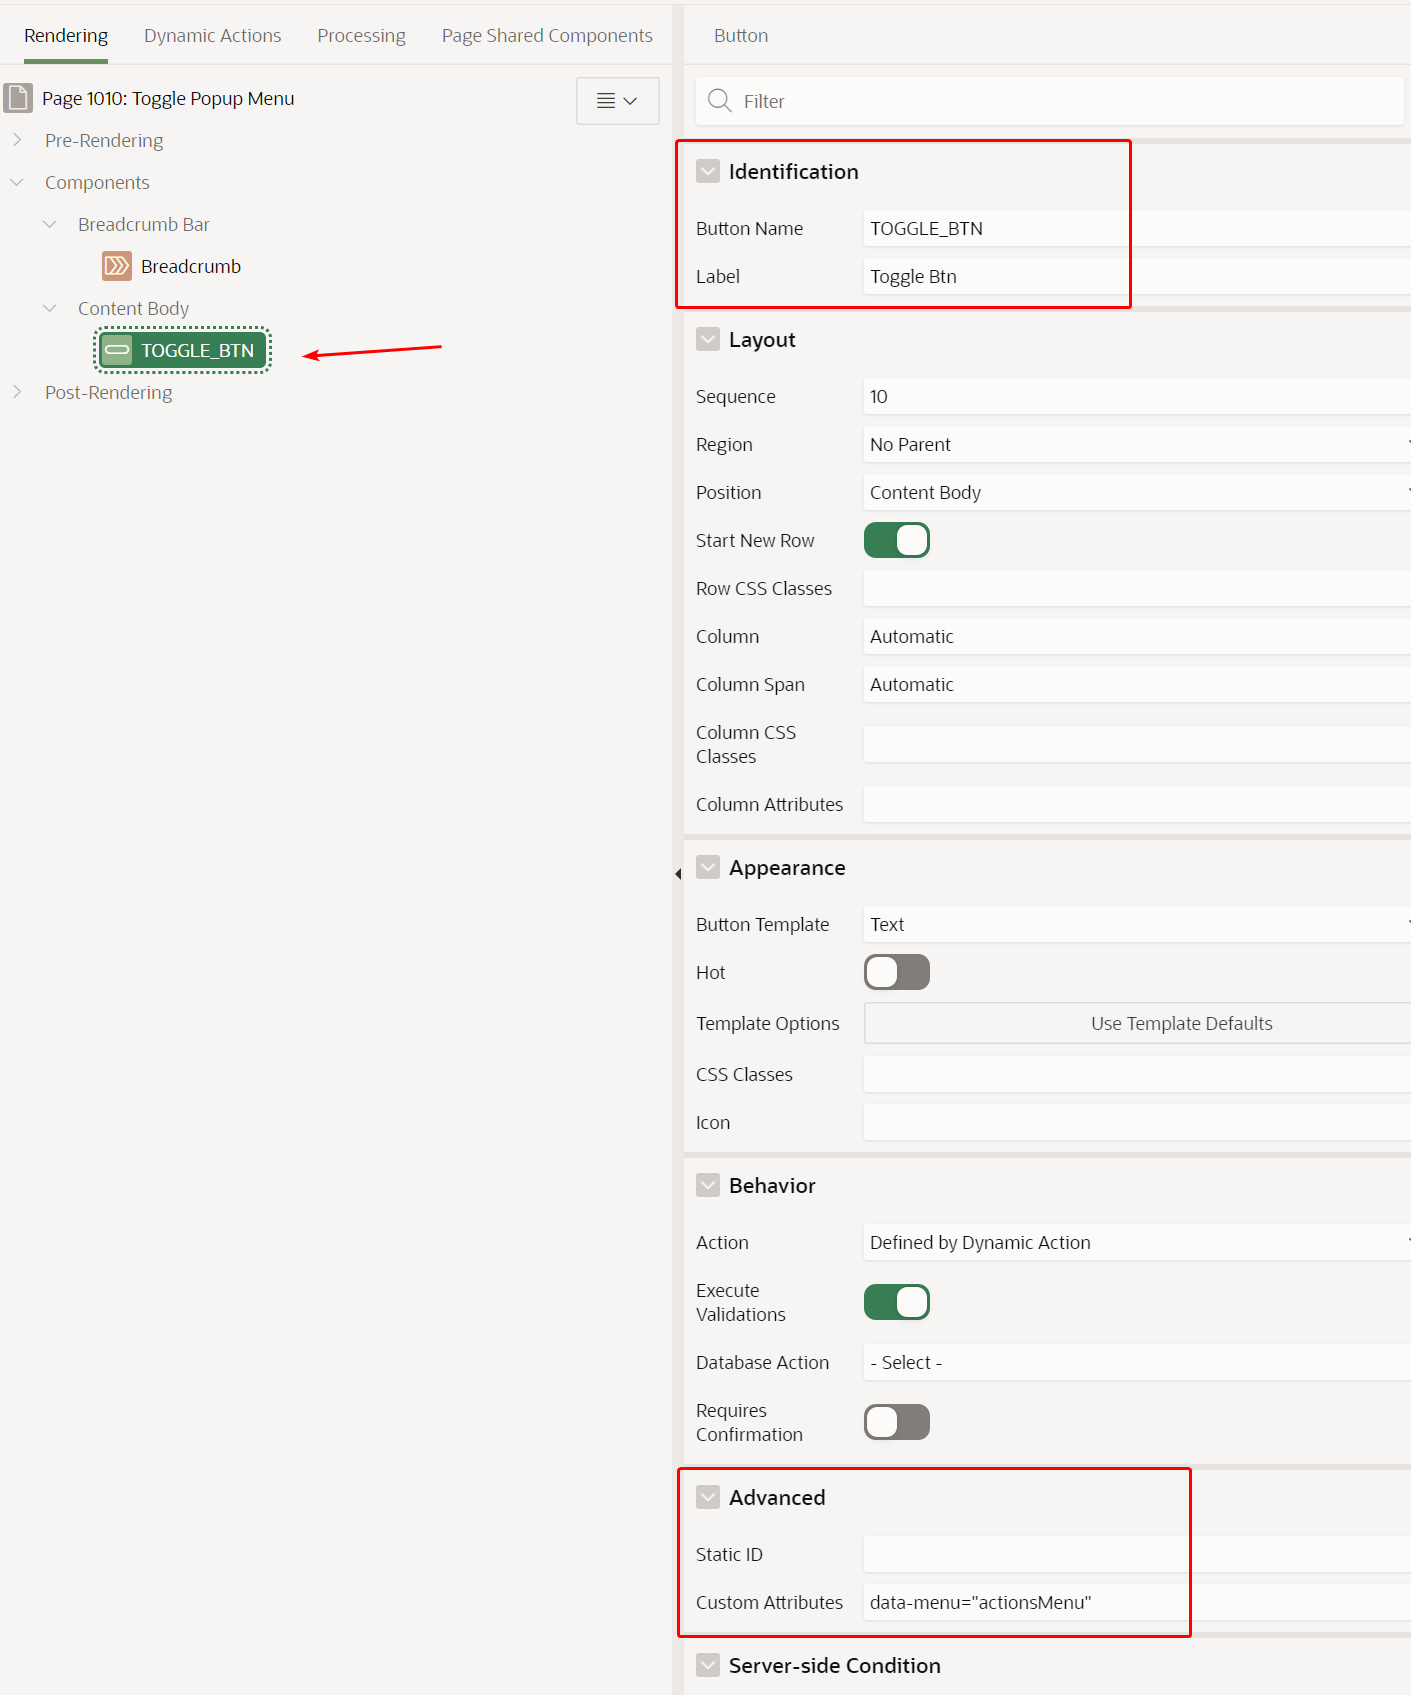 Rendering Dynamic Actions Processing Page Shared Components
Page 1010: Toggle Popup Menu
Pre-Rendering
Components
Breadcrumb Bar
Breadcrumb
Content Body
TOGGLE_BTN
Post-Rendering
Button
Filter
Identification
Button Name TOGGLE_BTN
Label Toggle Btn
Layout
Sequence 10
Region No Parent
Position Content Body
Start New Row
Row CSS Classes
Column Automatic
Column Span Automatic
Column CSS
Classes
Column Attributes
Appearance
Button Template Text
Hot
Template Options Use Template Defaults
CSS Classes
Icon
Behavior
Action Defined by Dynamic Action
Execute
Validations
Database Action - Select -
Requires
Confirmation
Advanced
Static ID
Custom Attributes data-menu="actionsMenu"
Server-side Condition